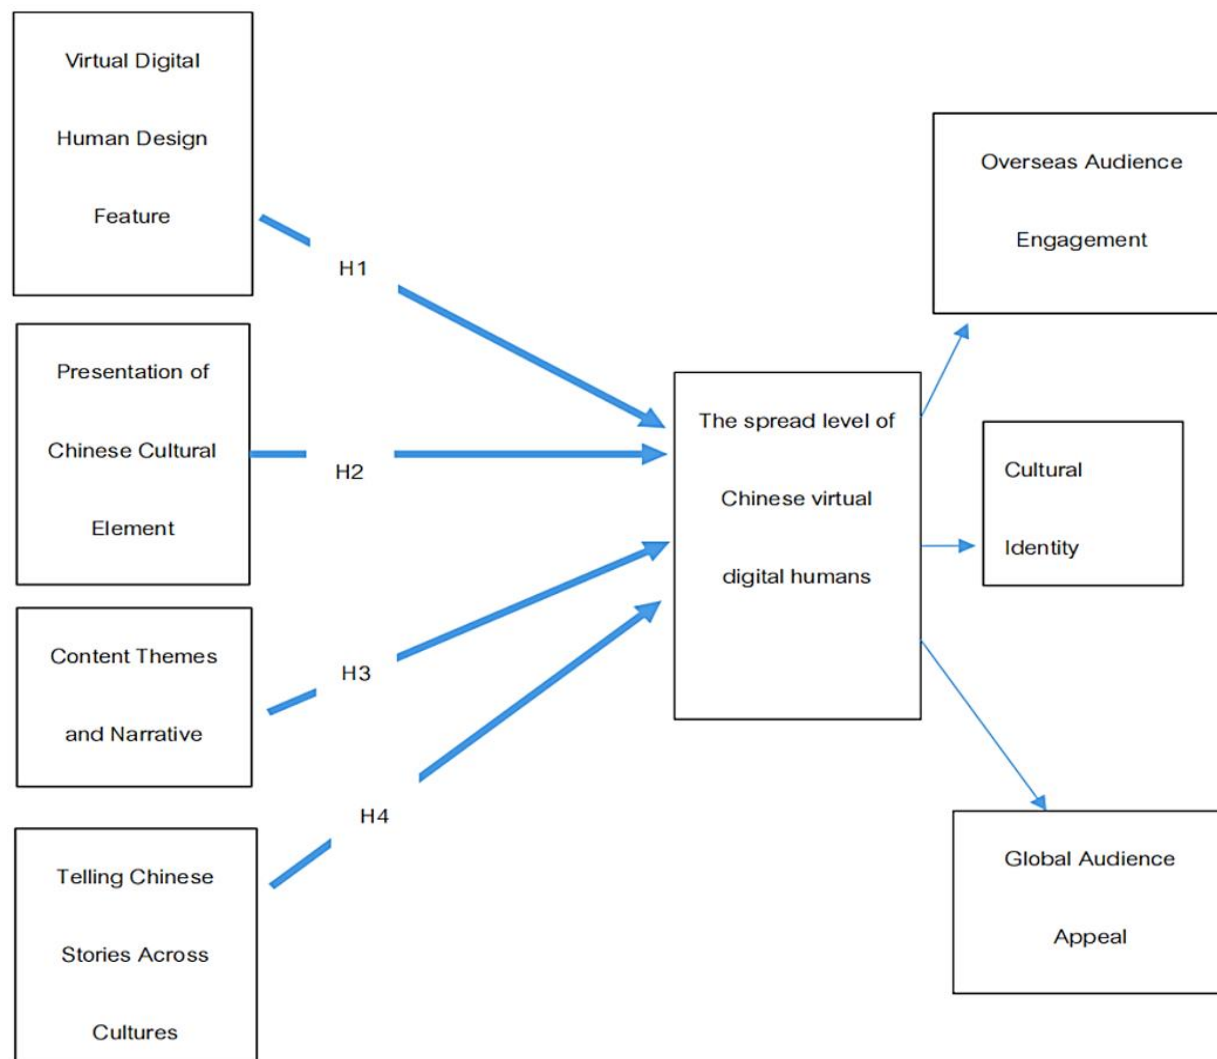 Virtual Digital
Human Design
Feature
H1
Presentation of
Chinese Cultural
Element
H2
Content Themes
and Narrative
H3
Telling Chinese
Stories Across
Cultures
H4
The spread level of
Chinese virtual
digital humans
Overseas Audience
Engagement
Cultural
Identity
Global Audience
Appeal